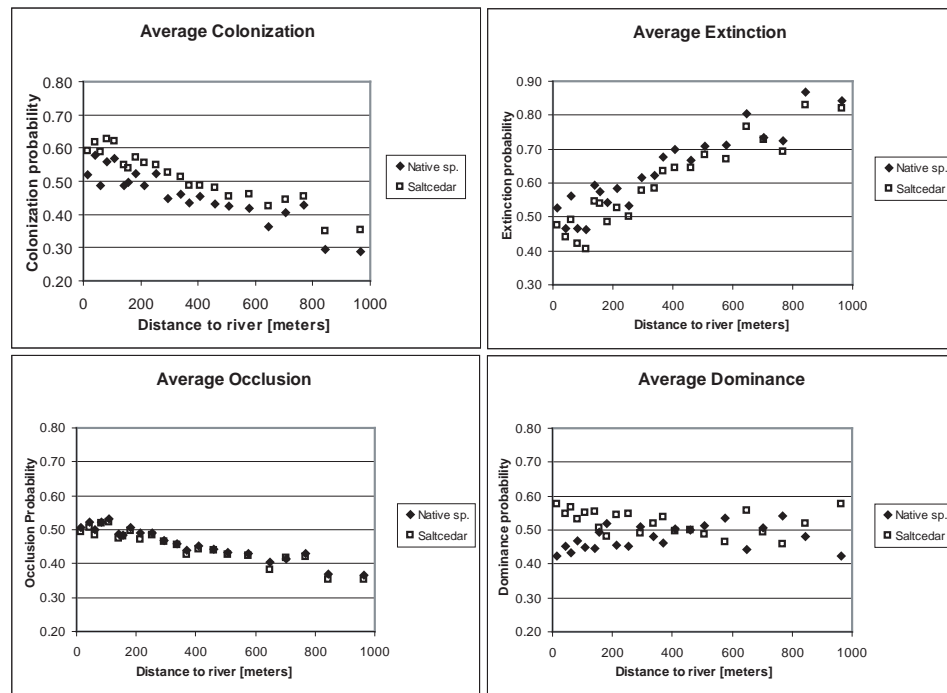 Average Colonization
0.80
0.70
0.60
0.50
0.40
0.30
0.20
Colonization probability
0 200 400 600 800 1000
Distance to river [meters]
Native sp.
Saltcedar
Average Extinction
0.90
0.80
0.70
0.60
0.50
0.40
0.30
Extinction probability
0 200 400 600 800 1000
Distance to river [meters]
Native sp.
Saltcedar
Average Occlusion
0.80
0.70
0.60
0.50
0.40
0.30
0.20
Occlusion Probability
0 200 400 600 800 1000
Distance to river [meters]
Native sp.
Saltcedar
Average Dominance
0.80
0.70
0.60
0.50
0.40
0.30
0.20
Dominance probability
0 200 400 600 800 1000
Distance to river [meters]
Native sp.
Saltcedar